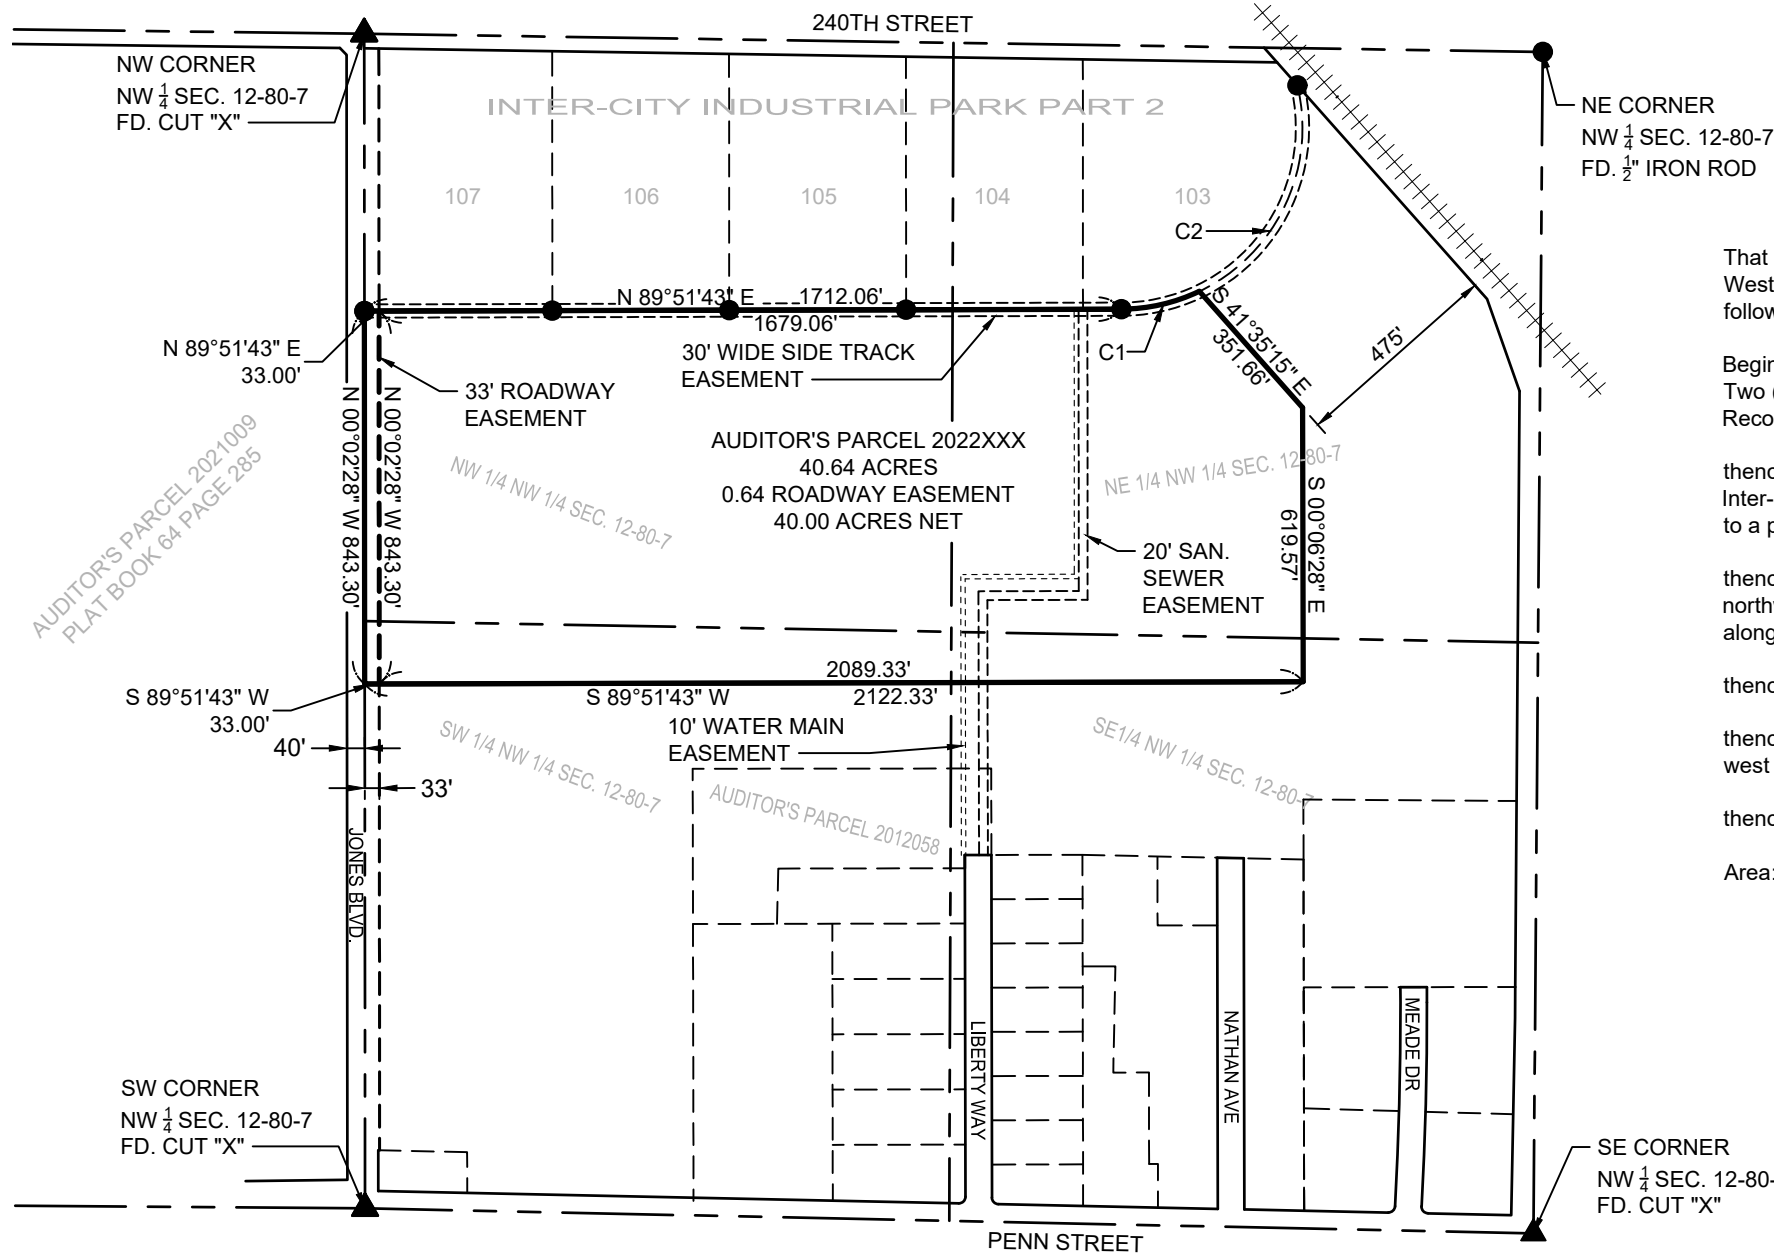 240TH STREET
NW CORNER
NW 1/4 SEC. 12-80-7
FD. CUT "X"
INTER-CITY INDUSTRIAL PARK PART 2
NE CORNER
NW 1/4 SEC. 12-80-7
FD. 1/2" IRON ROD
107
106
105
104
103
C2
N 89°51'43" E
1712.06'
1679.06'
C1
N 89°51'43" E
33.00'
30' WIDE SIDE TRACK
EASEMENT
33' ROADWAY
EASEMENT
S 41°35'15" E
351.66'
475'
N 00°02'28" W 843.30'
N 00°02'28" W 843.30'
AUDITOR'S PARCEL 2021009
PLAT BOOK 64 PAGE 285
AUDITOR'S PARCEL 2022XXX
40.64 ACRES
0.64 ROADWAY EASEMENT
40.00 ACRES NET
NW 1/4 NW 1/4 SEC. 12-80-7
NE 1/4 NW 1/4 SEC. 12-80-7
S 00°06'28" E
619.57'
20' SAN.
SEWER
EASEMENT
2089.33'
S 89°51'43" W
2122.33'
S 89°51'43" W
33.00'
40'
33'
10' WATER MAIN
EASEMENT
SW 1/4 NW 1/4 SEC. 12-80-7
SE1/4 NW 1/4 SEC. 12-80-7
AUDITOR'S PARCEL 2012058
JONES BLVD.
LIBERTY WAY
NATHAN AVE
MEADE DR
SW CORNER
NW 1/4 SEC. 12-80-7
FD. CUT "X"
SE CORNER
NW 1/4 SEC. 12-80-
FD. CUT "X"
PENN STREET
That
West
follow
Begin
Two (
Reco
thenc
Inter-
to a p
thenc
north
along
thenc
thenc
west
thenc
Area: